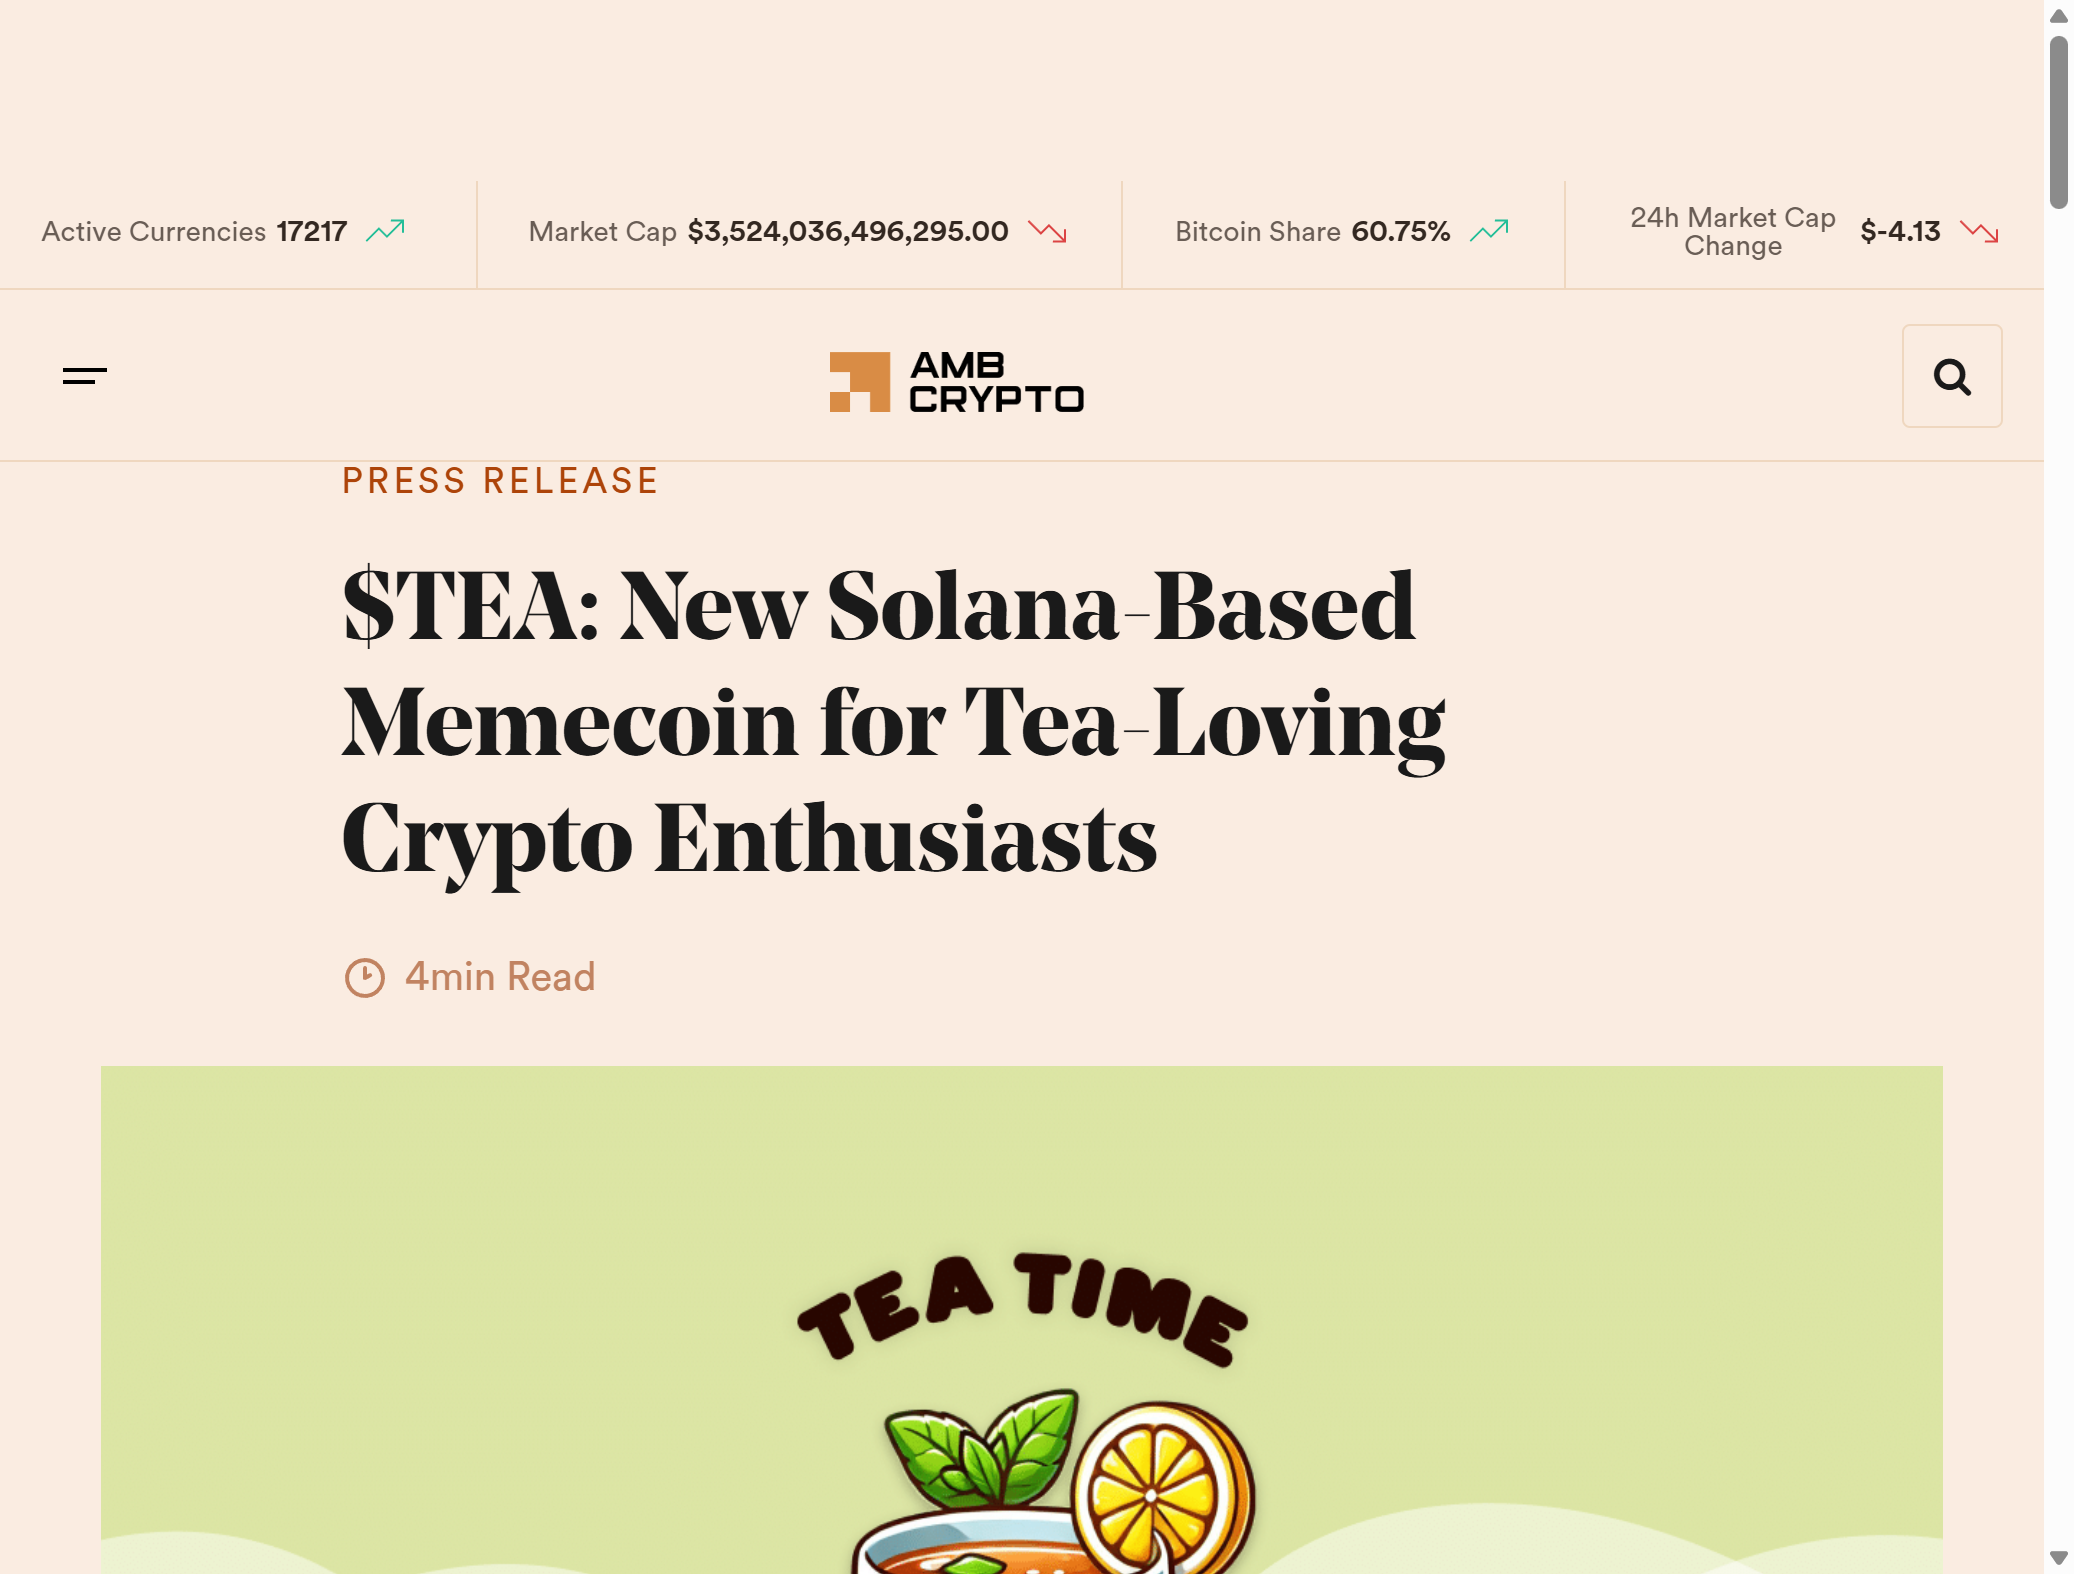 Active Currencies 17217
Market Cap $3,524,036,496,295.00
Bitcoin Share 60.75%
24h Market Cap
Change
$-4.13
AMB
CRYPTO
PRESS RELEASE
$TEA: New Solana-Based
Memecoin for Tea-Loving
Crypto Enthusiasts
4min Read
TEA TIME